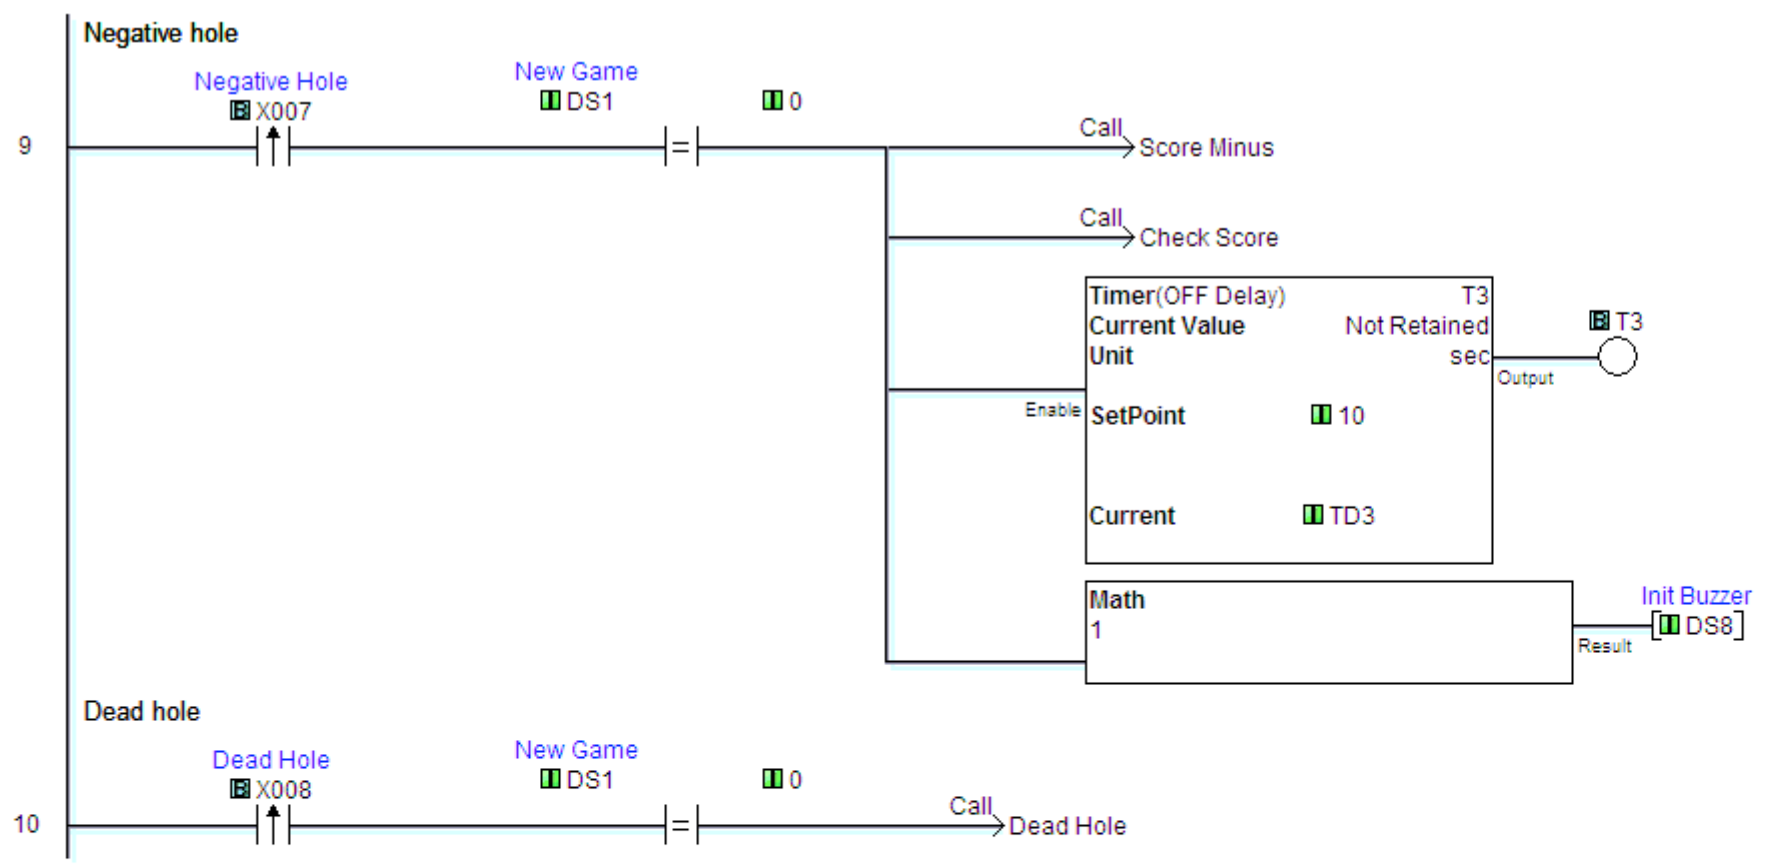 Negative hole
Negative Hole
X007
New Game
DS1
0
9
=
Call
Score Minus
Call
Check Score
Timer(OFF Delay) T3
Current Value Not Retained
Unit sec
Enable
SetPoint 10
Current TD3
Output
B T3
Math
1
Result
Init Buzzer
DS8
Dead hole
Dead Hole
B X008
New Game
DS1
0
10
=
Call
Dead Hole